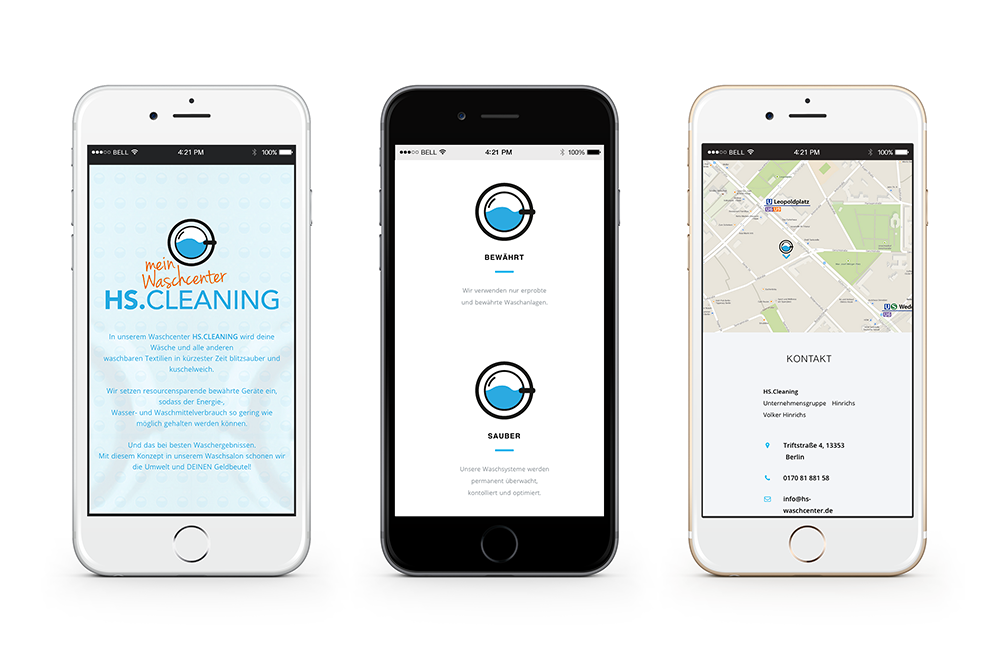 BELL 4:21 PM 100%
mein
Waschcenter
HS.CLEANING
In unserem Waschcenter HS.CLEANING wird deine
Wäsche und alle anderen
waschbaren Textilien in kürzester Zeit blitzsauber und
kuschelweich.
Wir setzen resourcensparende bewährte Geräte ein,
sodass der Energie-,
Wasser- und Waschmittelverbrauch so gering wie
möglich gehalten werden können..
Und das bei besten Waschergebnissen.
Mit diesem Konzept in unserem Waschsalon schonen wir
die Umwelt und DEINEN Geldbeutel!
BELL 4:21 PM 100%
BEWÄHRT
Wir verwenden nur erprobte
und bewährte Waschanlagen.
SAUBER
Unsere Waschsysteme werden
permanent überwacht,
kontolliert und optimiert.
BELL 4:21 PM 100%
U Leopoldplatz
U6 U9
U S Wedd
U6
KONTAKT
HS.Cleaning
Unternehmensgruppe Hinrichs
Volker Hinrichs
Triftstraße 4, 13353
Berlin
0170 81 881 58
info@hs-
waschcenter.de